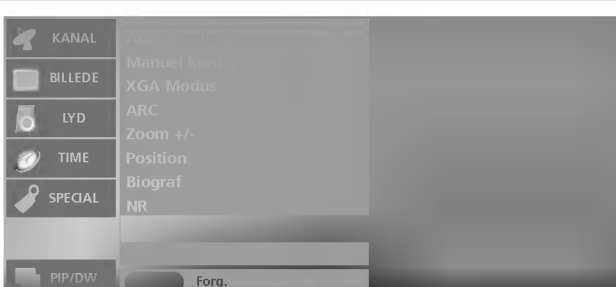 KANAL
BILLEDE
LYD
TIME
SPECIAL
PIP/DW
Manuel konfig.
XGA Modus
ARC
Zoom +/-
Position
Biograf
NR
Forg.